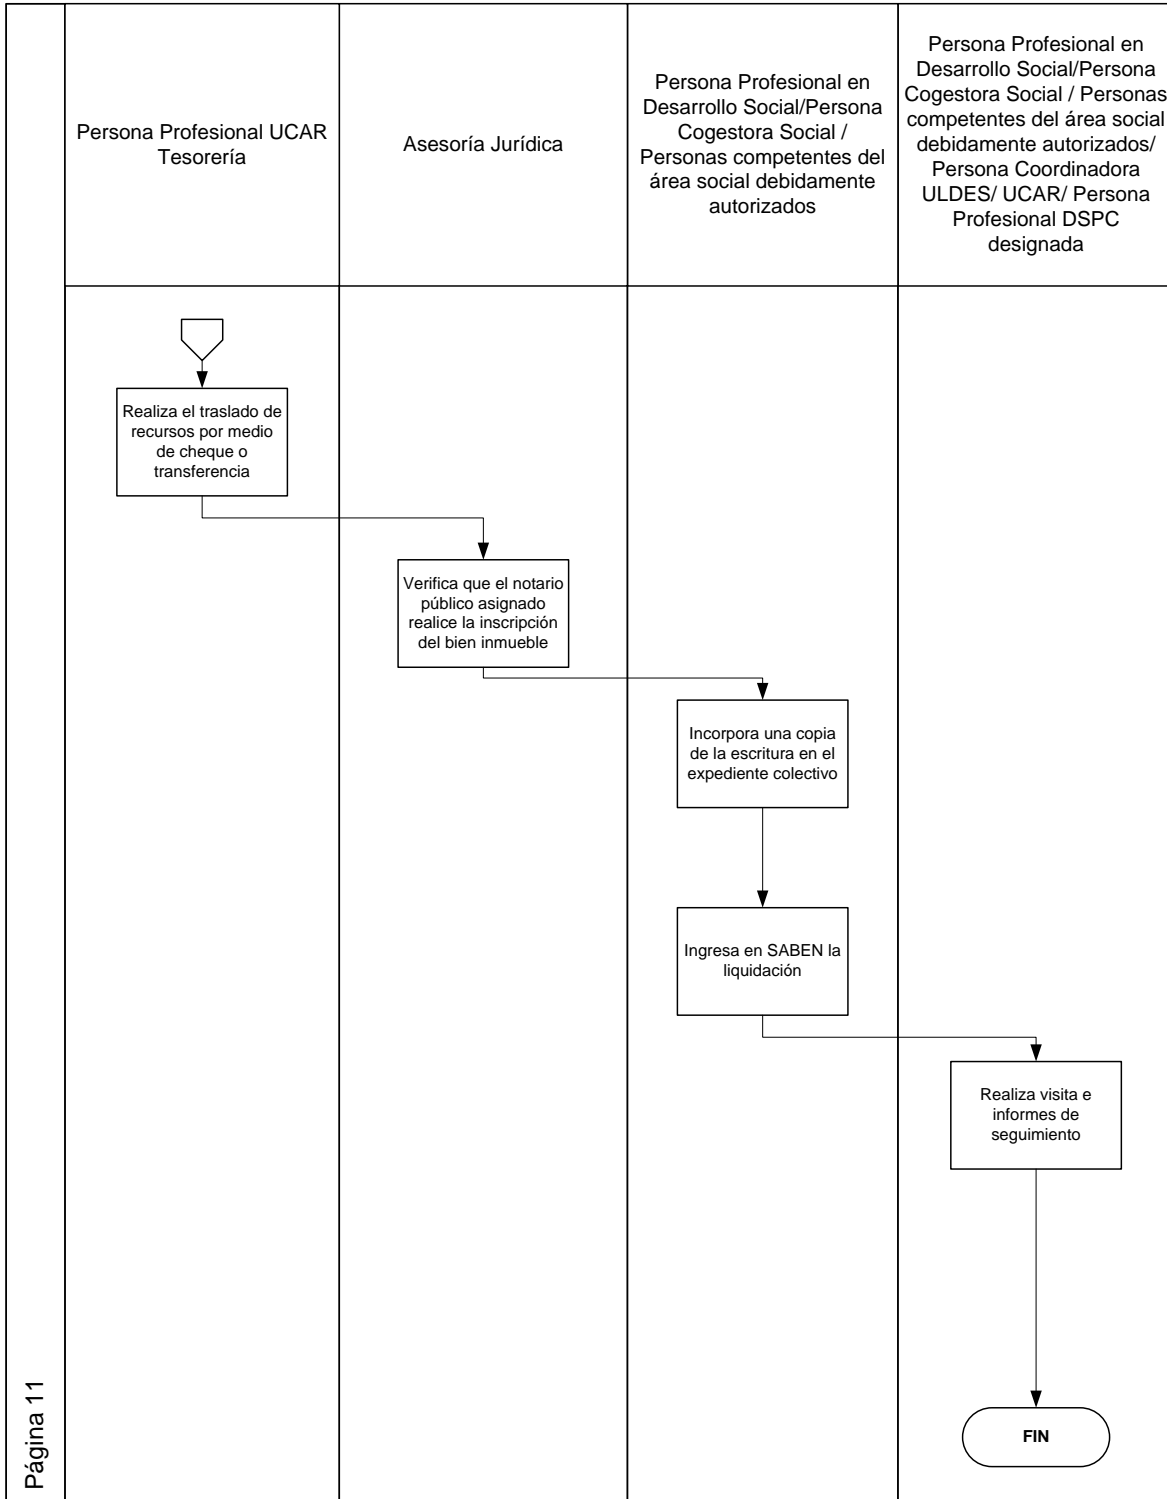 Persona Profesional UCAR
Tesorería
Asesoría Jurídica
Persona Profesional en
Desarrollo Social/Persona
Cogestora Social /
Personas competentes del
área social debidamente
autorizados
Persona Profesional en
Desarrollo Social/Persona
Cogestora Social / Personas
competentes del área social
debidamente autorizados/
Persona Coordinadora
ULDES/ UCAR/ Persona
Profesional DSPC
designada
Realiza el traslado de
recursos por medio
de cheque o
transferencia
Verifica que el notario
público asignado
realice la inscripción
del bien inmueble
Incorpora una copia
de la escritura en el
expediente colectivo
Ingresa en SABEN la
liquidación
Realiza visita e
informes de
seguimiento
FIN
Página 11